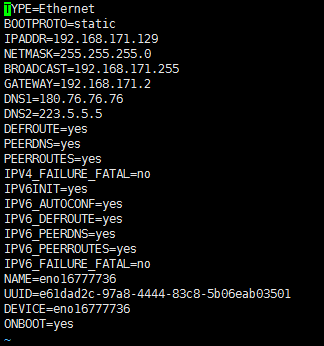 TYPE=Ethernet
BOOTPROTO=static
IPADDR=192.168.171.129
NETMASK=255.255.255.0
BROADCAST=192.168.171.255
GATEWAY=192.168.171.2
DNS1=180.76.76.76
DNS2=223.5.5.5
DEFROUTE=yes
PEERDNS=yes
PEERROUTES=yes
IPV4_FAILURE_FATAL=no
IPV6INIT=yes
IPV6_AUTOCONF=yes
IPV6_DEFROUTE=yes
IPV6_PEERDNS=yes
IPV6_PEERROUTES=yes
IPV6_FAILURE_FATAL=no
NAME=eno16777736
UUID=e61dad2c-97a8-4444-83c8-5b06eab03501
DEVICE=eno16777736
ONBOOT=yes
~